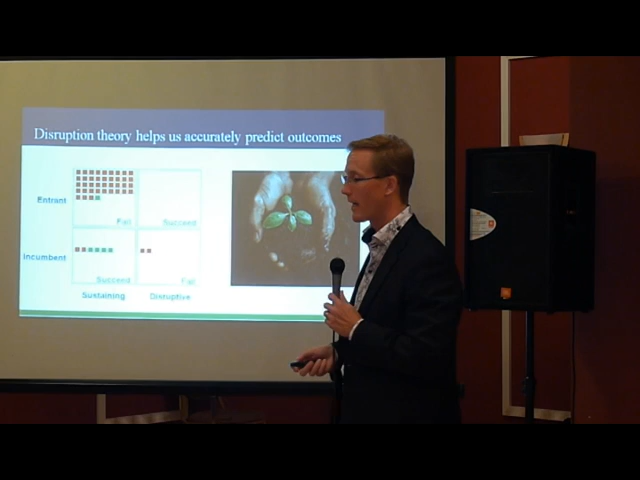 Disruption theory helps us accurately predict outcomes
Entrant
Fail
Succeed
Incumbent
Succeed
Fail
Sustaining
Disruptive